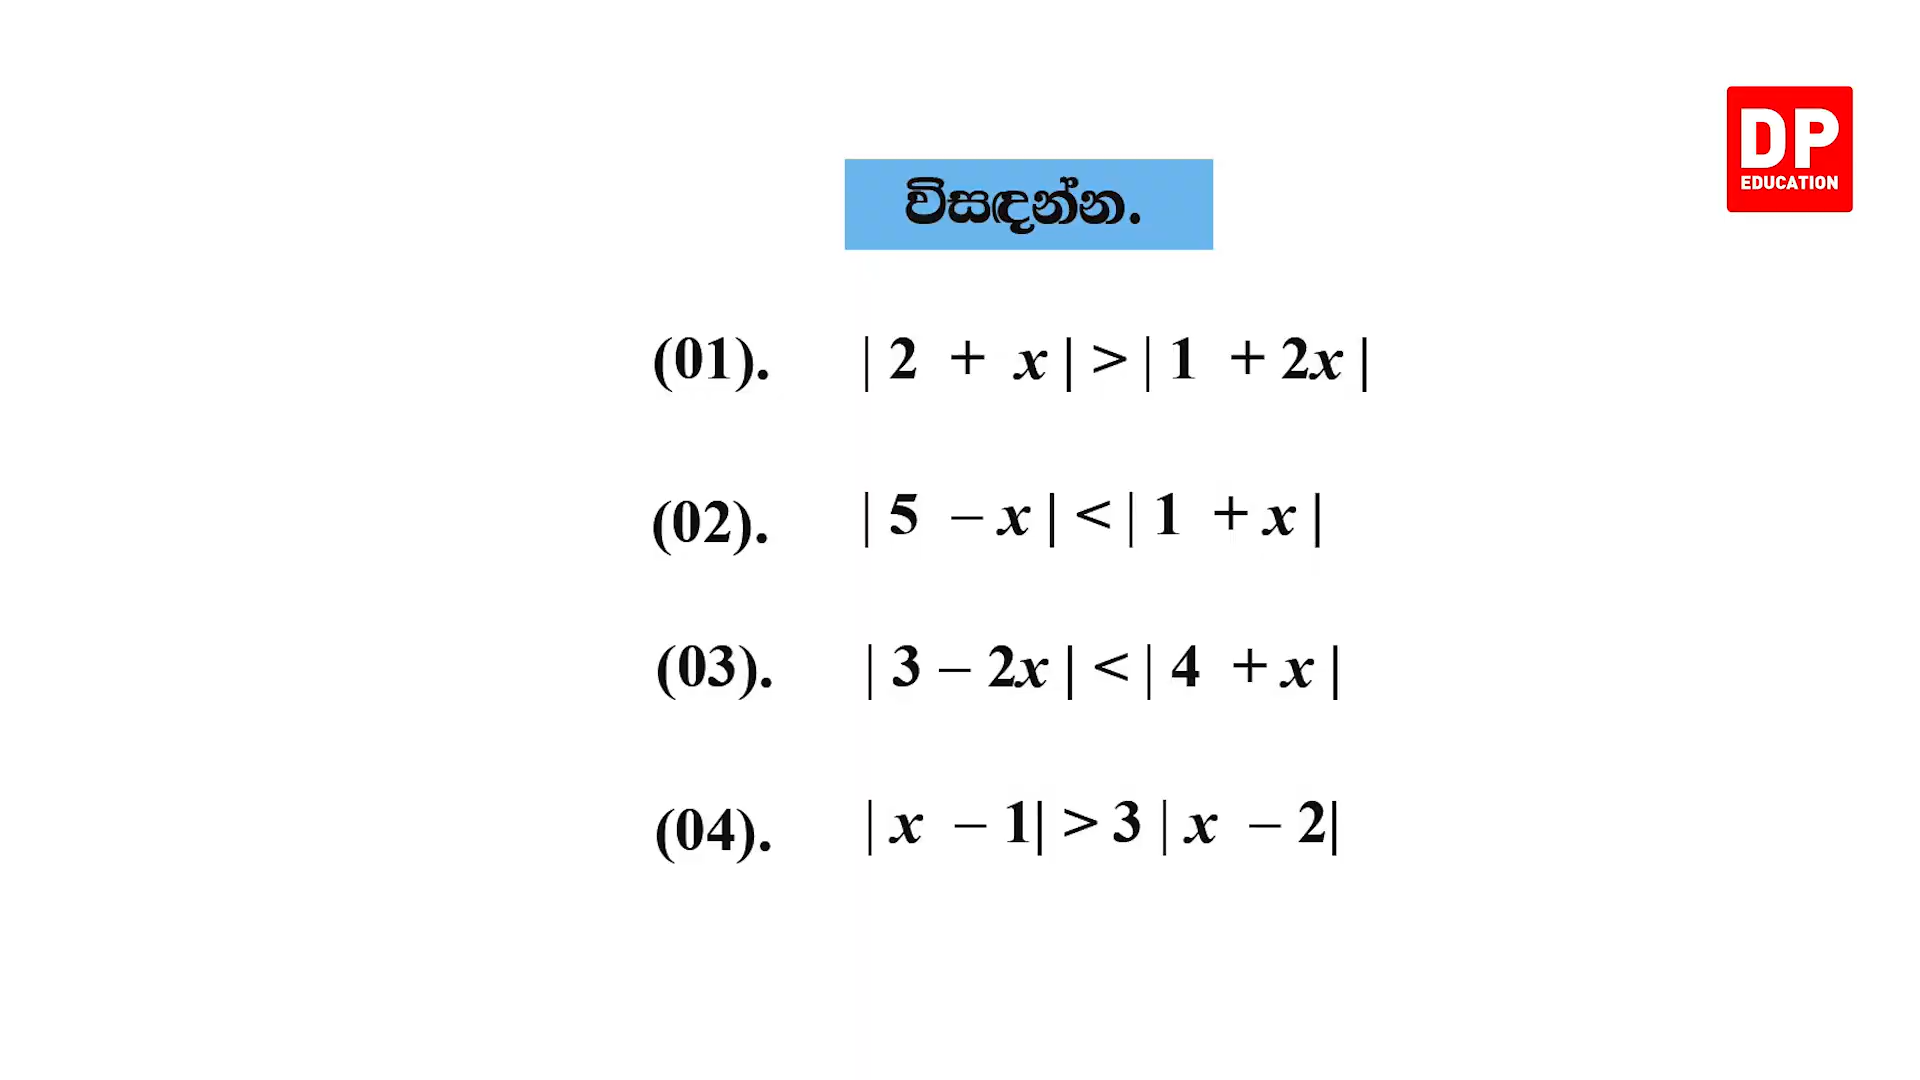 DP
EDUCATION
විසඳන්න.
(01). | 2 + x | > | 1 + 2x |
(02). | 5 – x | < | 1 + x |
(03). | 3 – 2x | < | 4 + x |
(04). | x – 1| > 3 | x – 2|